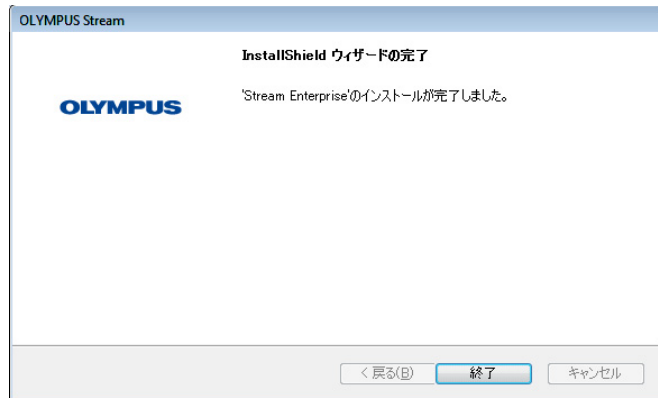 OLYMPUS Stream
InstallShield ウィザードの完了
OLYMPUS
'Stream Enterprise'のインストールが完了しました。
< 戻る(B)
終了
キャンセル